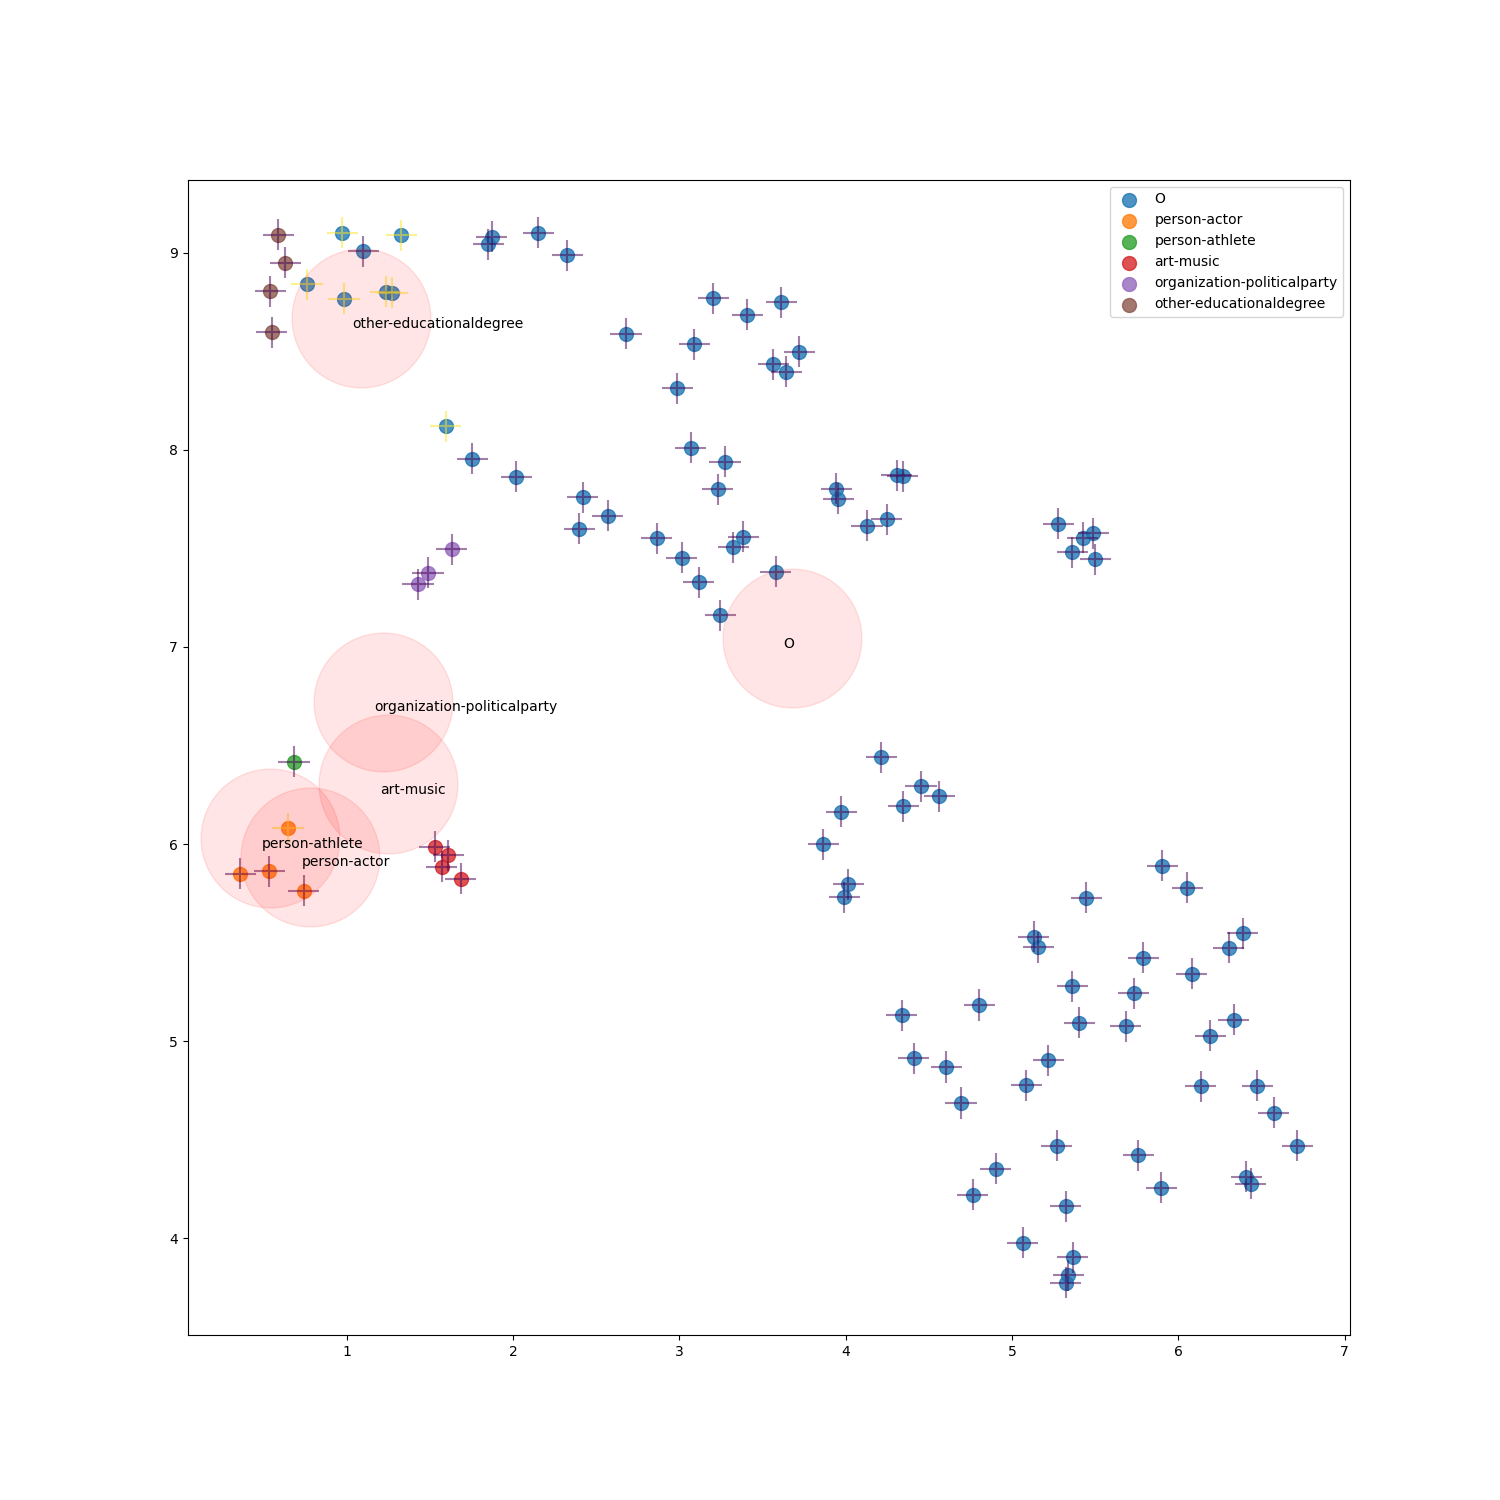 O
person-actor
person-athlete
art-music
organization-politicalparty
other-educationaldegree
9
other-educationaldegree
8
7
O
organization-politicalparty
art-music
6
person-athlete
person-actor
5
4
1 2 3 4 5 6 7